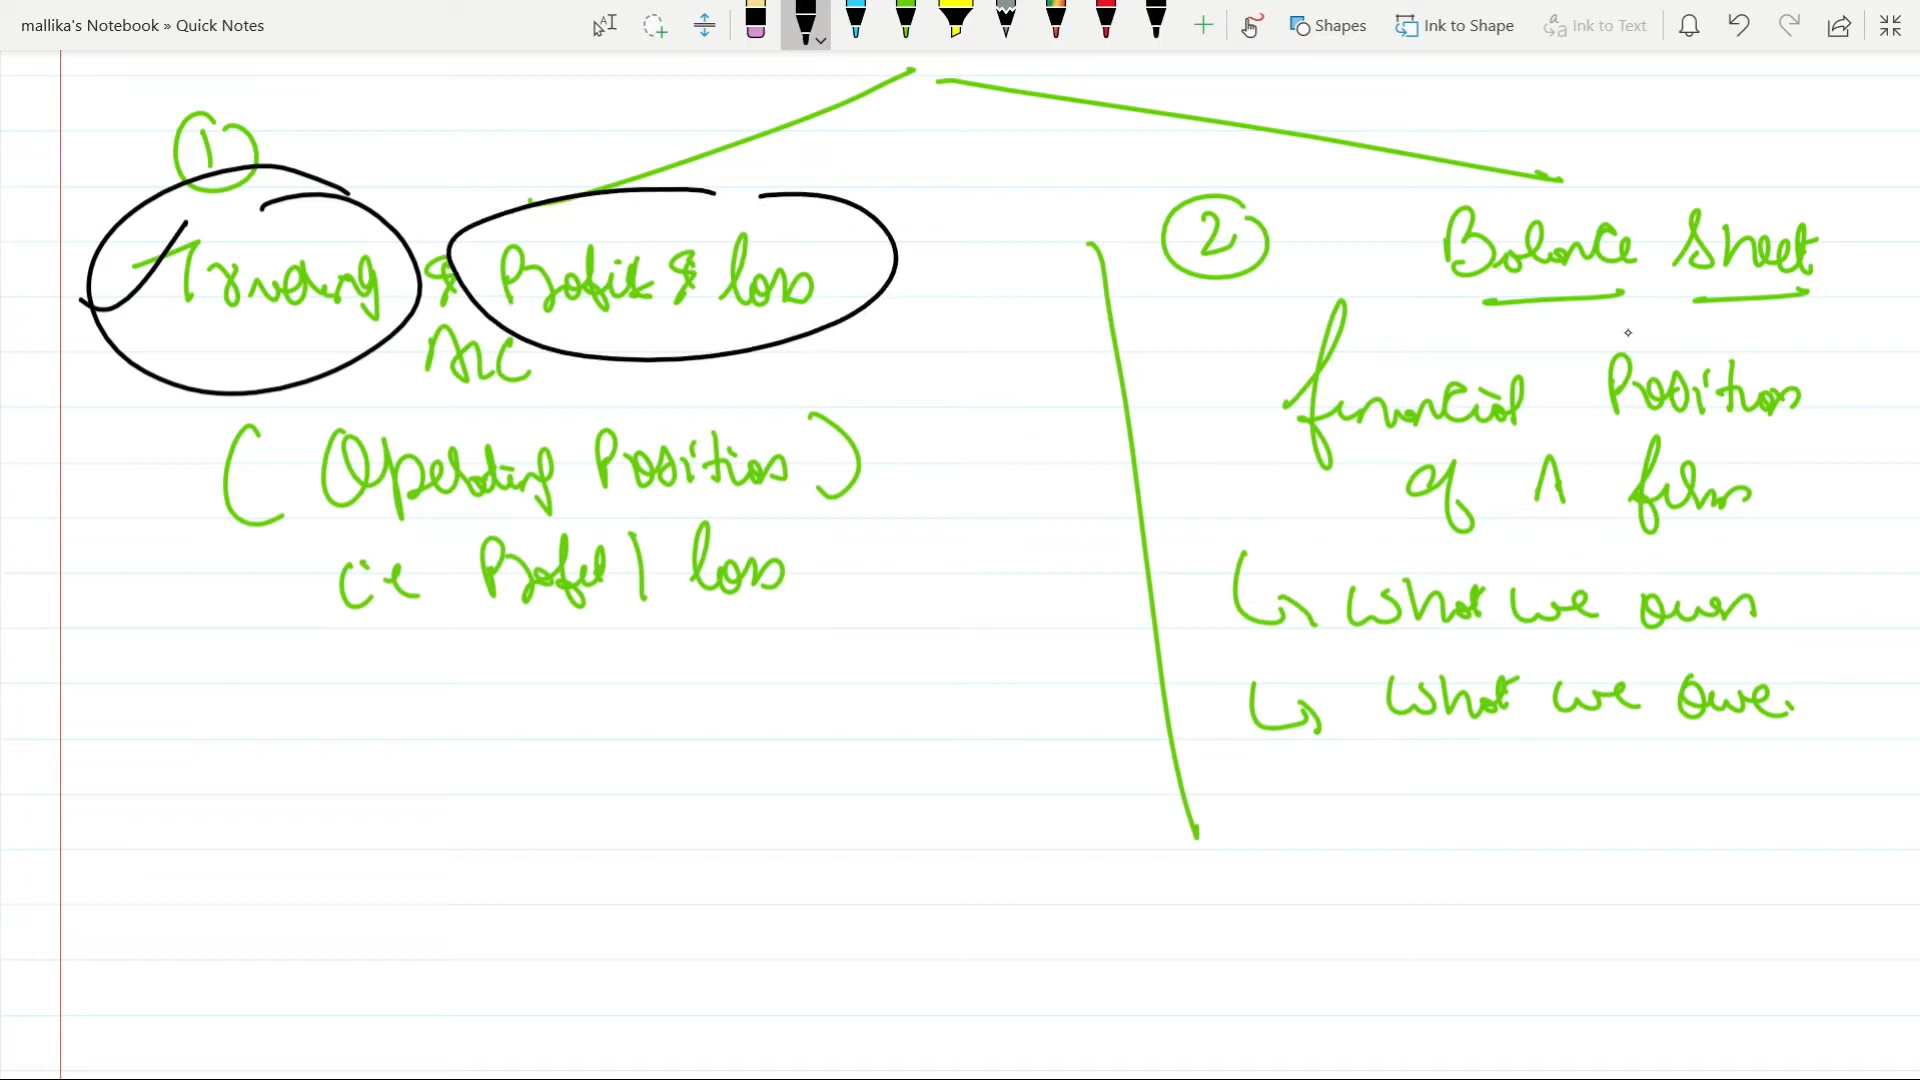 mallika's Notebook » Quick Notes
Shapes
Ink to Shape
Ink to Text
1
Trading & Profit & loss
A/C
(Operating Position)
i.e Profit / loss
2 Balance Sheet
financial Position
of A firm
what we own
what we owe.